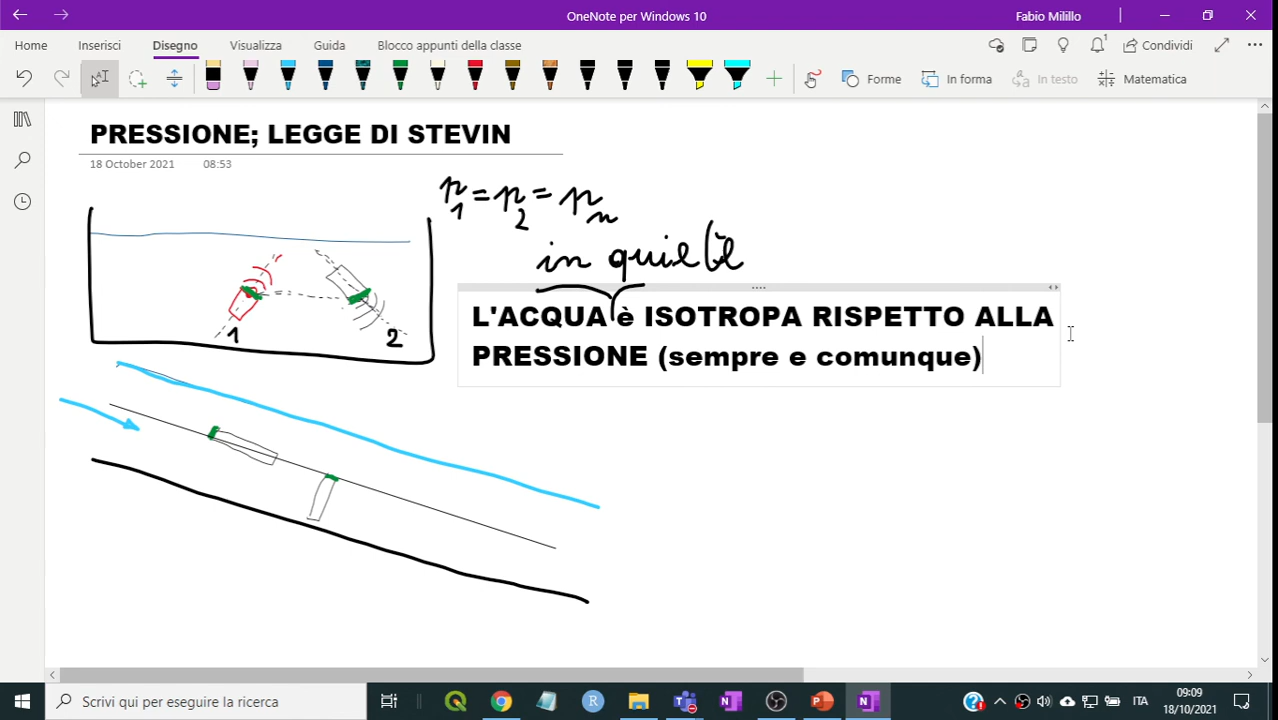 OneNote per Windows 10
Fabio Milillo
Home Inserisci Disegno Visualizza Guida Blocco appunti della classe
Condividi
Forme In forma In testo Matematica
PRESSIONE; LEGGE DI STEVIN
18 October 2021 08:53
p1 = p2 = pn
in
L'ACQUA è ISOTROPA RISPETTO ALLA
PRESSIONE (sempre e comunque)
1 2
Scrivi qui per eseguire la ricerca
ITA
09:09
18/10/2021